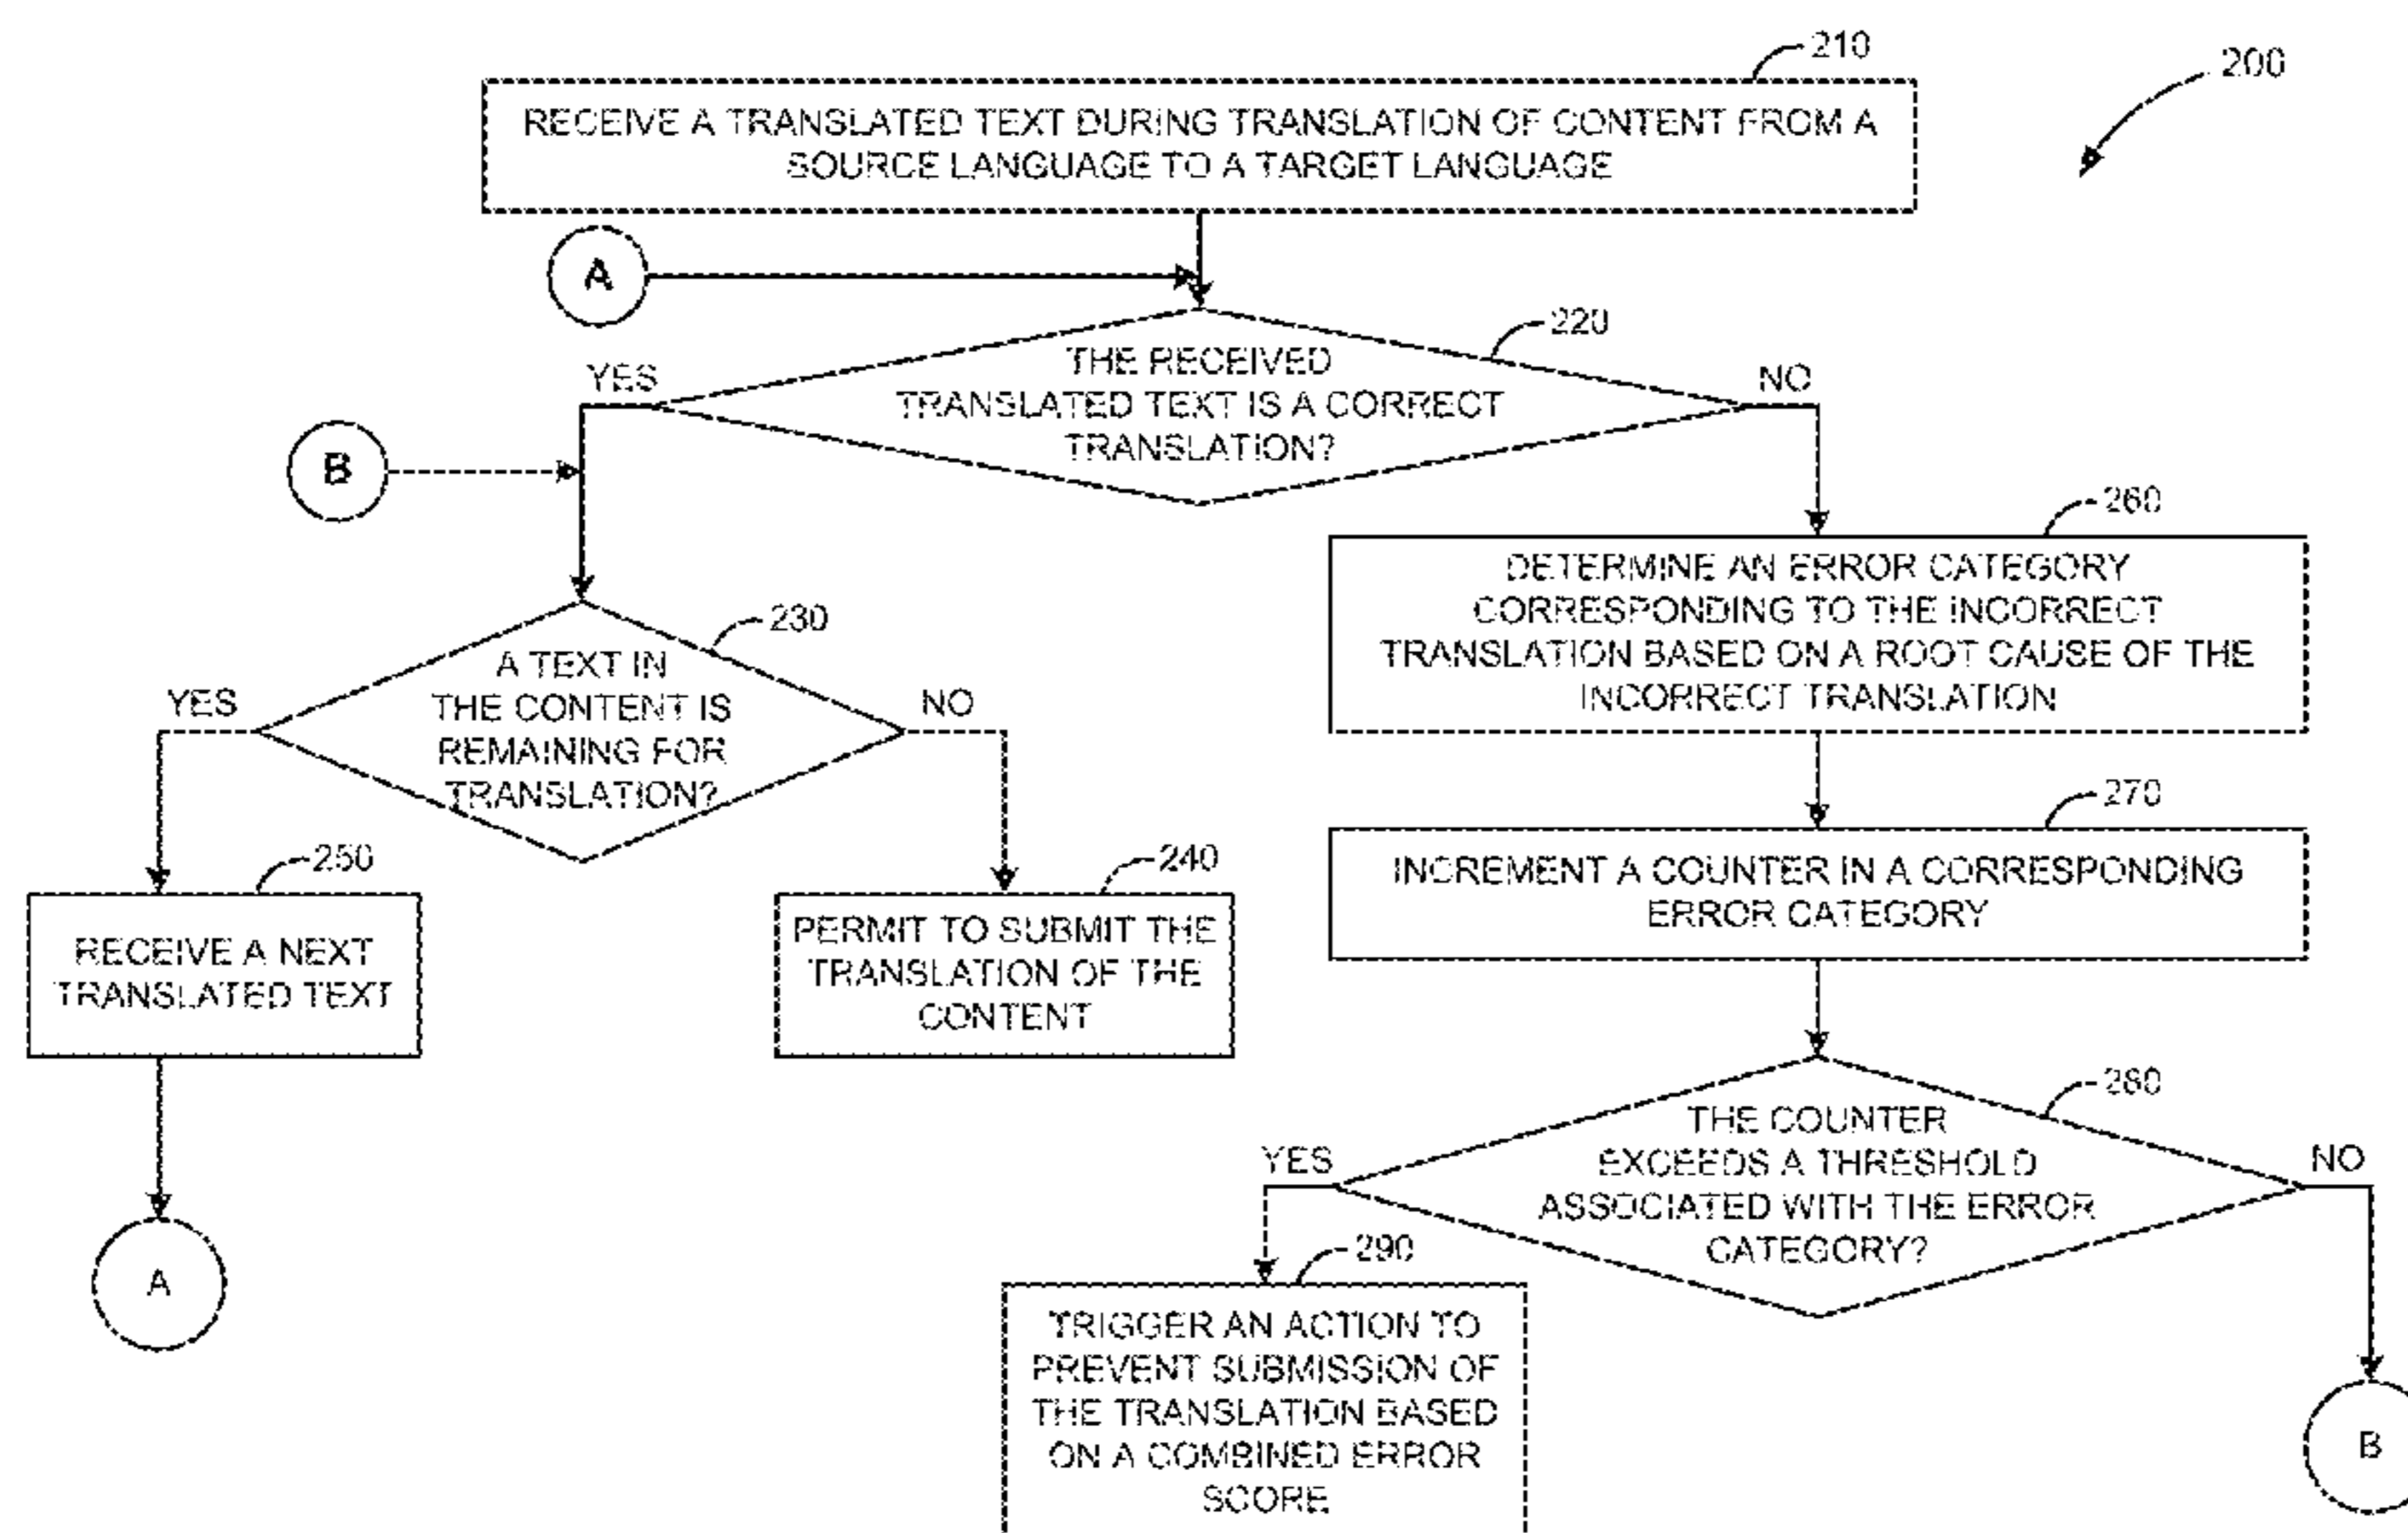 210
200
RECEIVE A TRANSLATED TEXT DURING TRANSLATION OF CONTENT FROM A
SOURCE LANGUAGE TO A TARGET LANGUAGE
A
220
THE RECEIVED
TRANSLATED TEXT IS A CORRECT
TRANSLATION?
YES
NO
B
260
DETERMINE AN ERROR CATEGORY
CORRESPONDING TO THE INCORRECT
TRANSLATION BASED ON A ROOT CAUSE OF THE
INCORRECT TRANSLATION
230
A TEXT IN
THE CONTENT IS
REMAINING FOR
TRANSLATION?
YES
NO
270
INCREMENT A COUNTER IN A CORRESPONDING
ERROR CATEGORY
250
RECEIVE A NEXT
TRANSLATED TEXT
240
PERMIT TO SUBMIT THE
TRANSLATION OF THE
CONTENT
280
THE COUNTER
EXCEEDS A THRESHOLD
ASSOCIATED WITH THE ERROR
CATEGORY?
YES
NO
A
290
TRIGGER AN ACTION TO
PREVENT SUBMISSION OF
THE TRANSLATION BASED
ON A COMBINED ERROR
SCORE
B